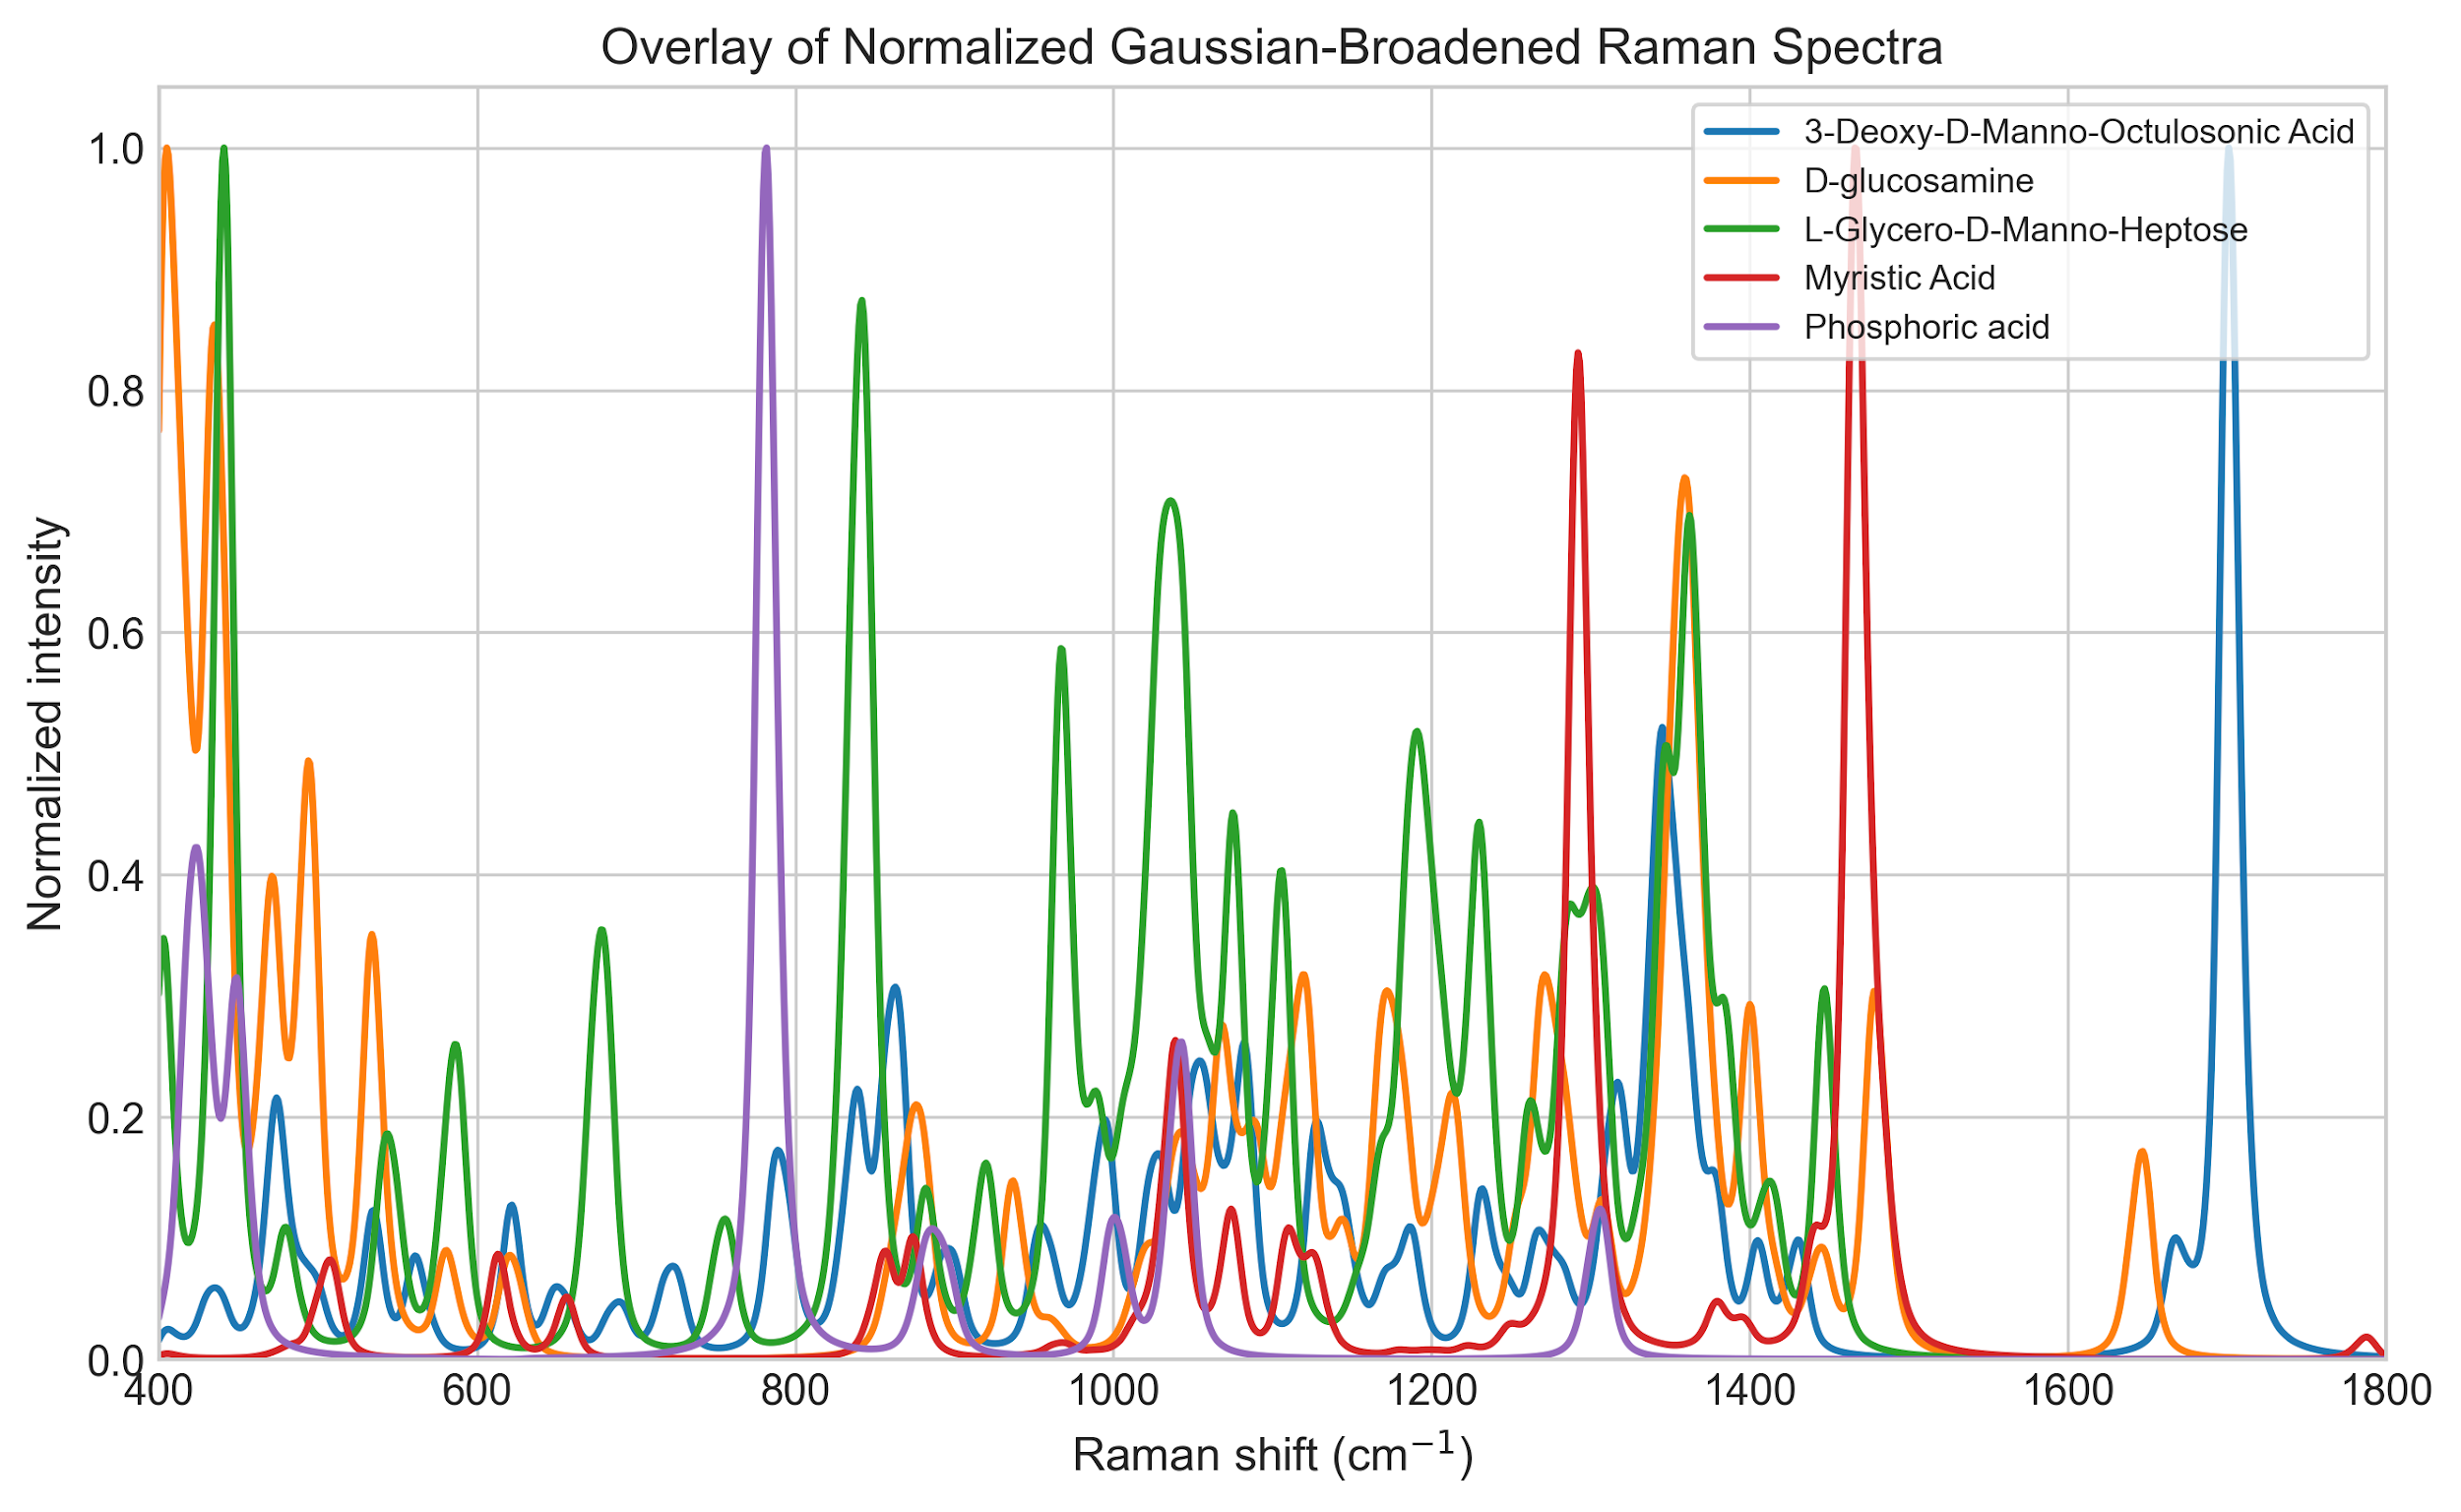 Overlay of Normalized Gaussian-Broadened Raman Spectra
3-Deoxy-D-Manno-Octulosonic Acid
D-glucosamine
L-Glycero-D-Manno-Heptose
Myristic Acid
Phosphoric acid
Normalized intensity
1.0
0.8
0.6
0.4
0.2
0.0
400 600 800 1000 1200 1400 1600 1800
Raman shift (cm⁻¹)